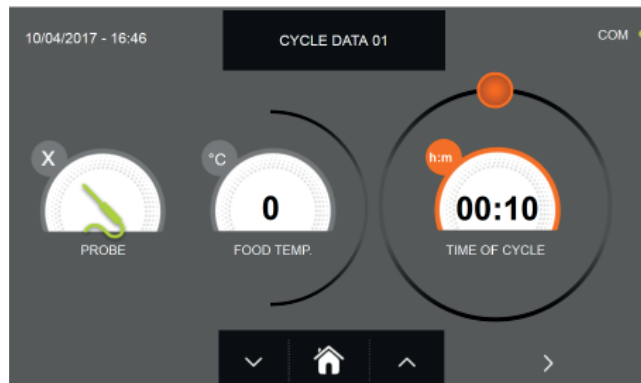 10/04/2017 - 16:46
CYCLE DATA 01
COM
X
°C
h:m
0
00:10
PROBE
FOOD TEMP.
TIME OF CYCLE